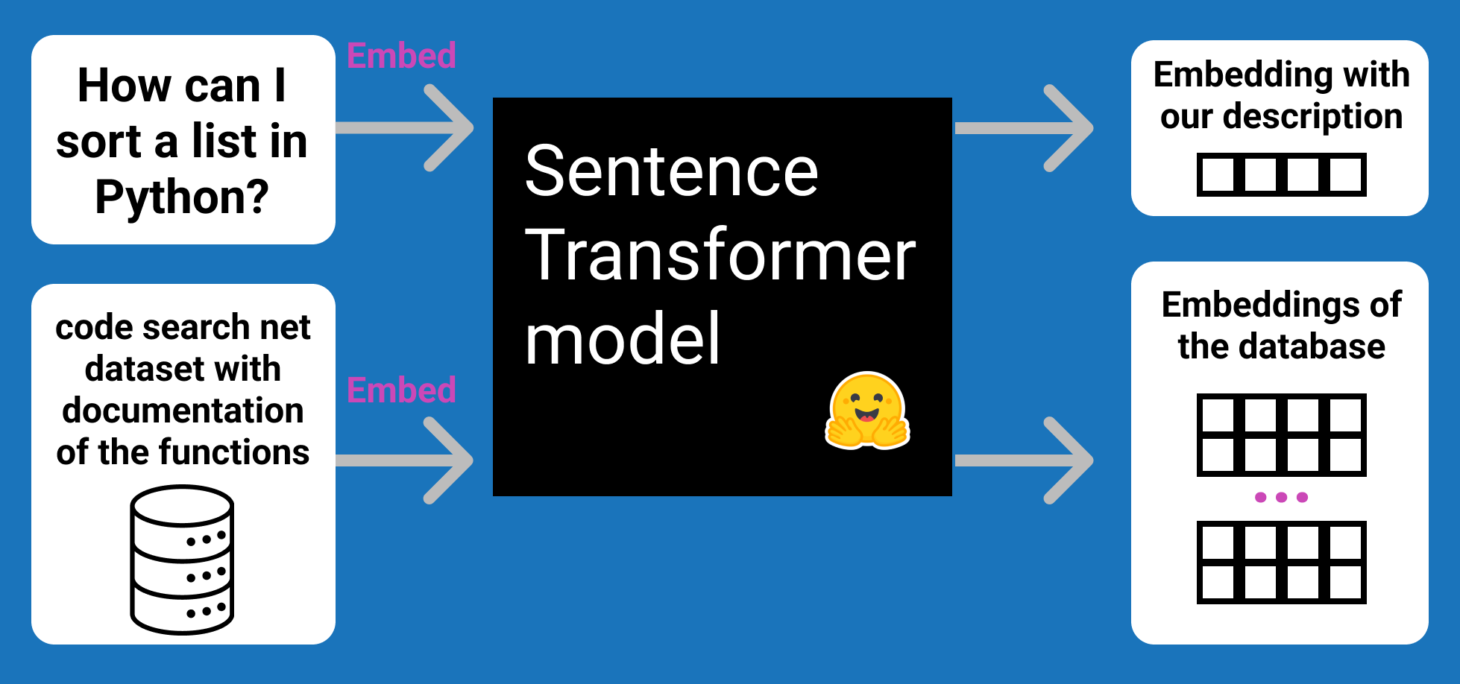 How can I
sort a list in
Python?
Embed
Sentence
Transformer
model
Embedding with
our description
code search net
dataset with
documentation
of the functions
Embed
Embeddings of
the database